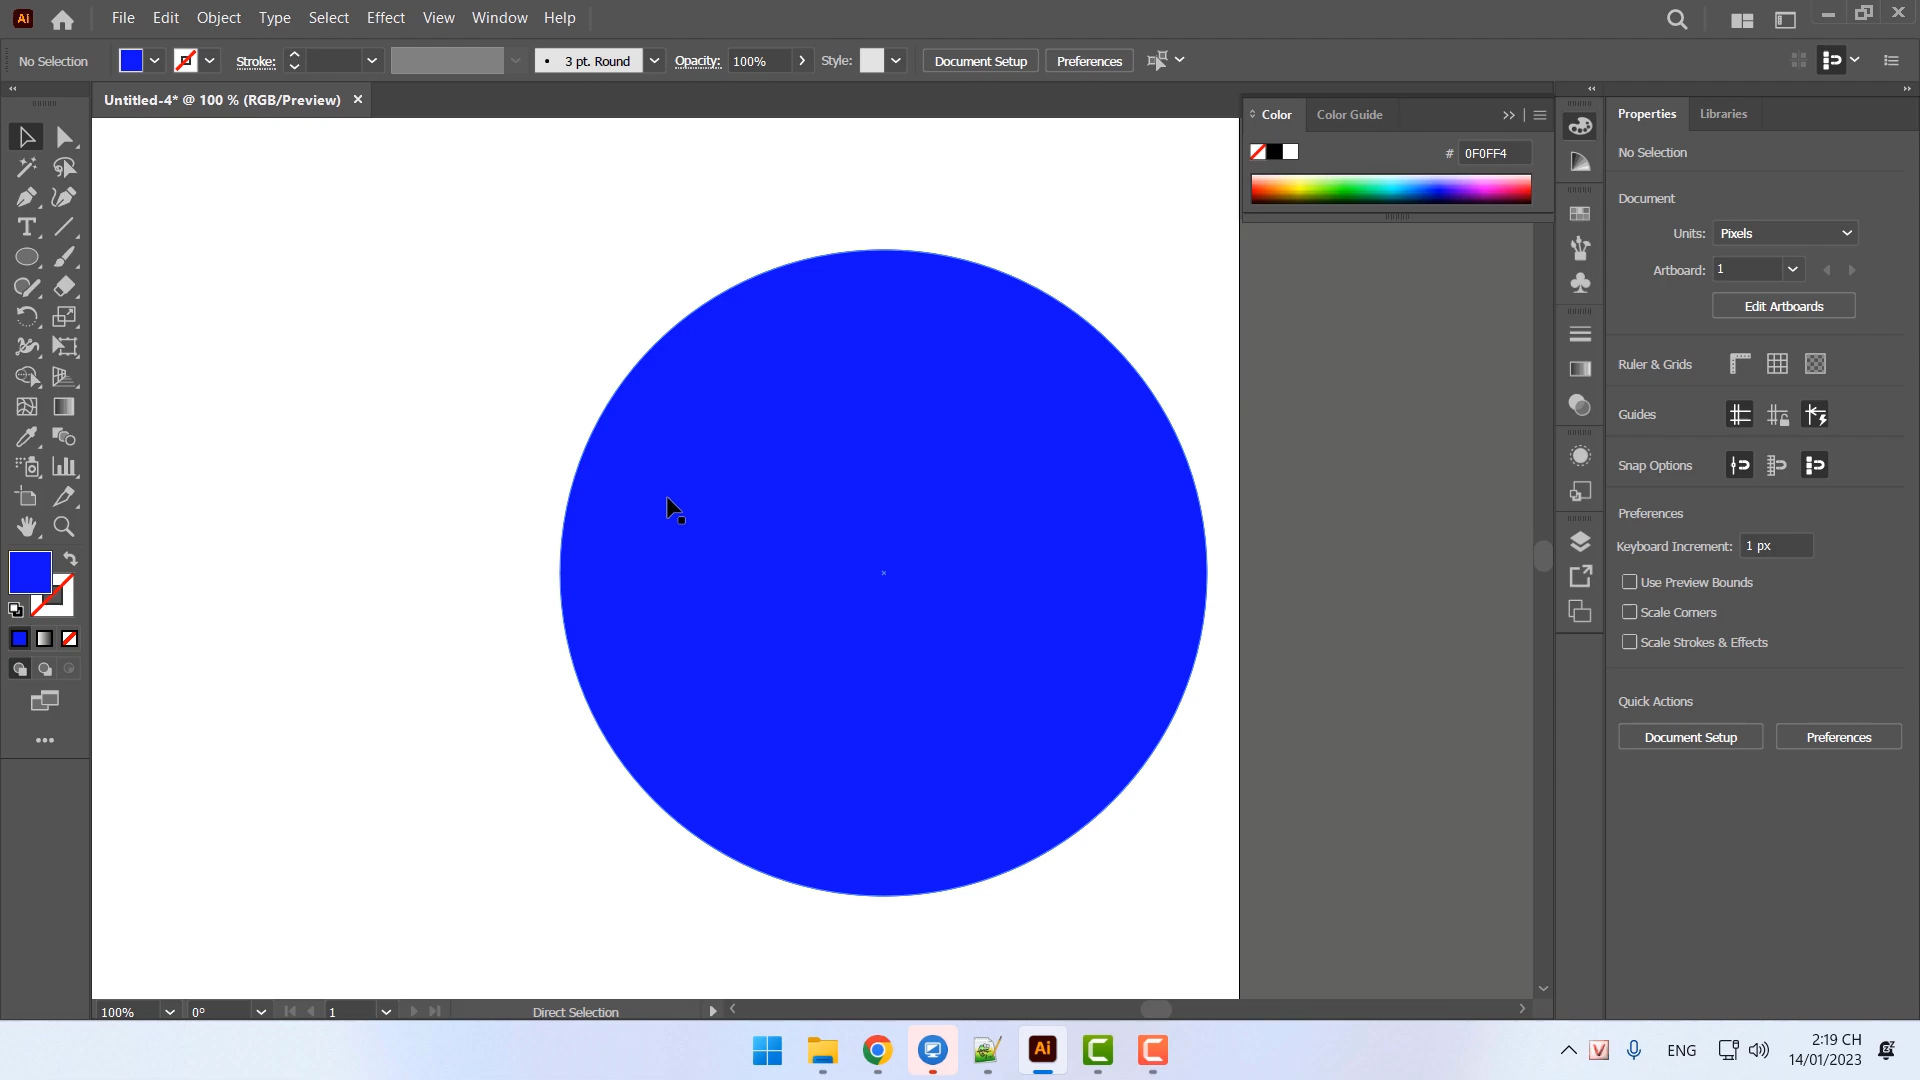 Ai File Edit Object Type Select Effect View Window Help
No Selection Stroke: 3 pt. Round Opacity: 100% Style: Document Setup Preferences
Untitled-4* @ 100 % (RGB/Preview) ×
Color Color Guide
# 0F0FF4
Properties Libraries
No Selection
Document
Units: Pixels
Artboard: 1
Edit Artboards
Ruler & Grids
Guides
Snap Options
Preferences
Keyboard Increment: 1 px
Use Preview Bounds
Scale Corners
Scale Strokes & Effects
Quick Actions
Document Setup Preferences
100% 0° 1 Direct Selection
Ai ENG 2:19 CH
14/01/2023